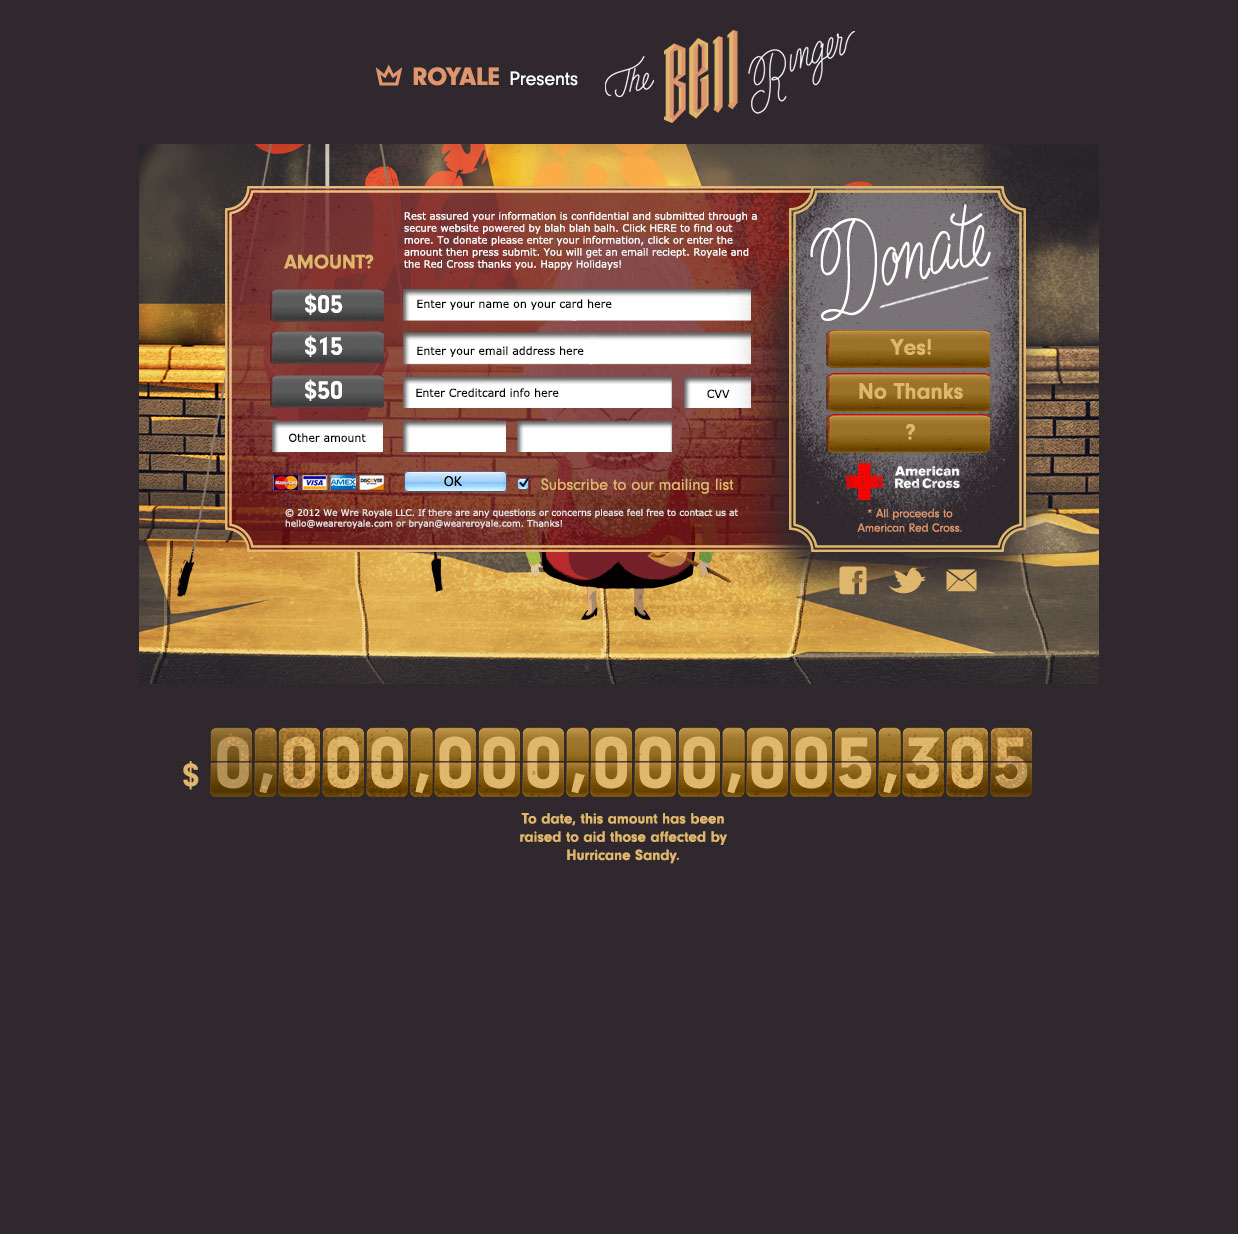 ROYALE Presents The Bell Ringer
Rest assured your information is confidential and submitted through a
secure website powered by blah blah balh. Click HERE to find out
more. To donate please enter your information, click or enter the
amount then press submit. You will get an email reciept. Royale and
the Red Cross thanks you. Happy Holidays!
AMOUNT?
$05
Enter your name on your card here
$15
Enter your email address here
$50
Enter Creditcard info here
CVV
Other amount
MasterCard VISA AMEX DISCOVER
OK
Subscribe to our mailing list
© 2012 We Wre Royale LLC. If there are any questions or concerns please feel free to contact us at
hello@weareroyale.com or bryan@weareroyale.com. Thanks!
Donate
Yes!
No Thanks
?
American
Red Cross
* All proceeds to
American Red Cross.
$ 0,000,000,000,005,305
To date, this amount has been
raised to aid those affected by
Hurricane Sandy.